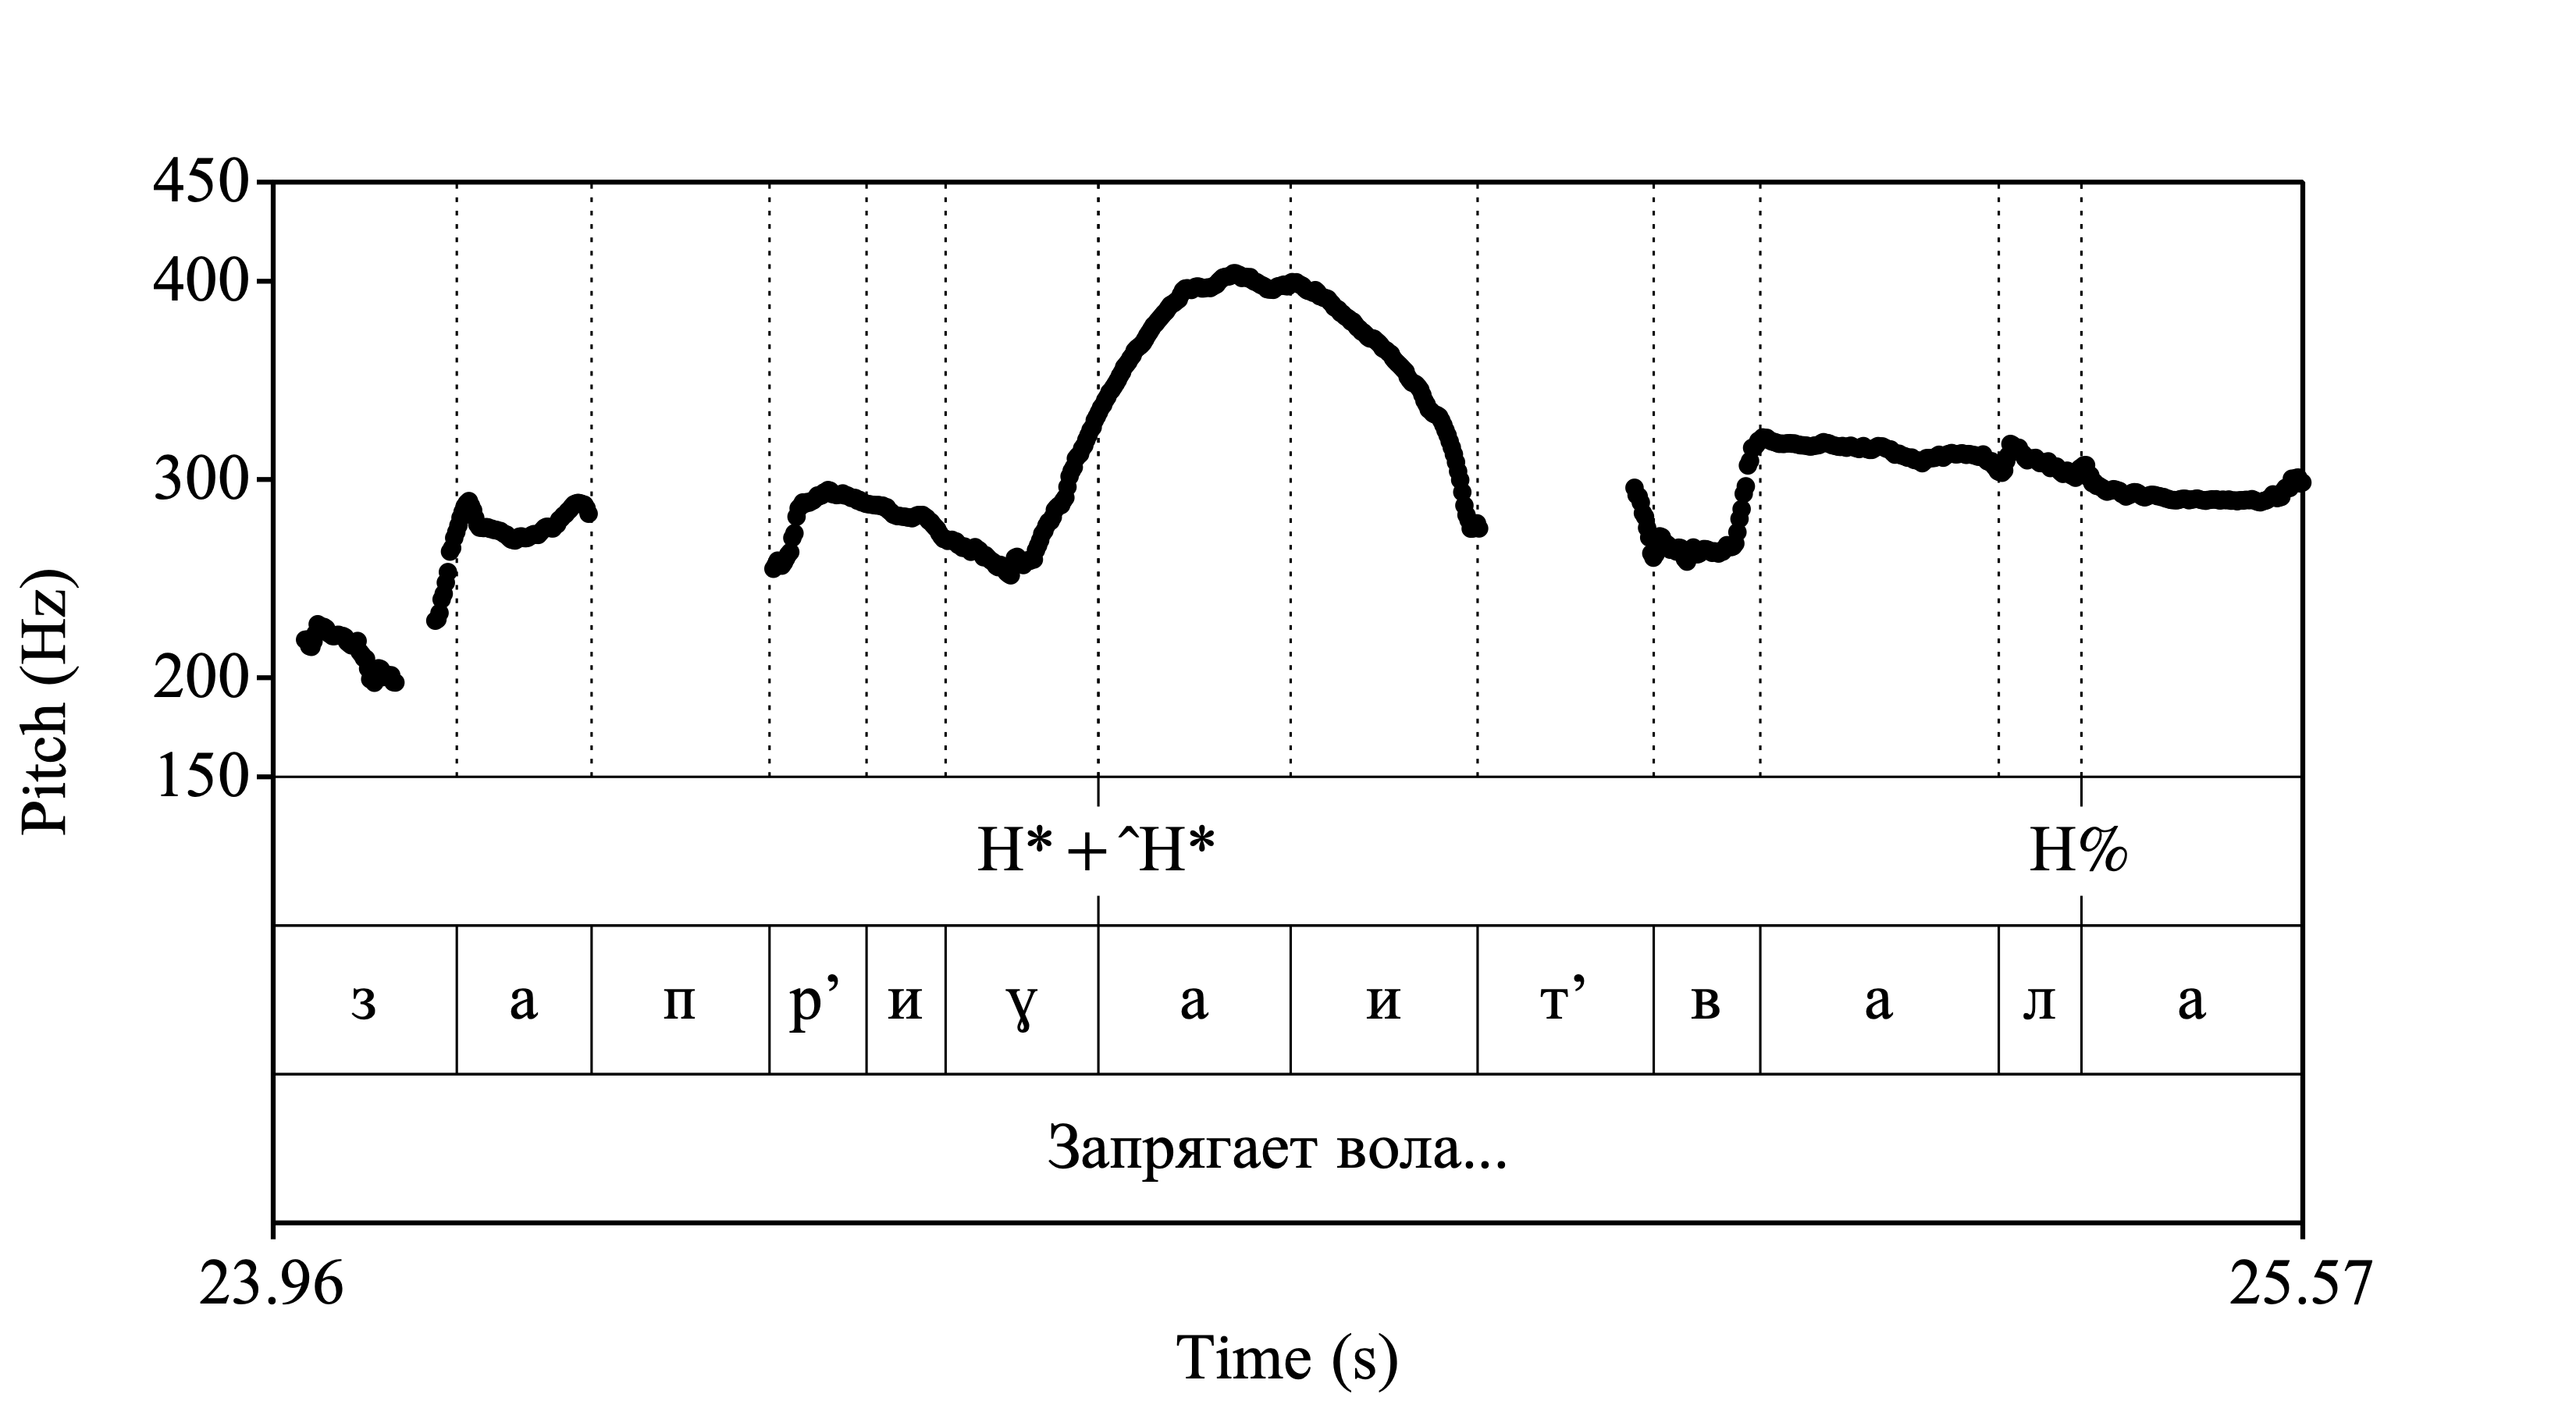 450
400
300
200
150
Pitch (Hz)
H* + ˆH* H%
з а п р’ и ɣ а и т’ в а л а
Запрягает вола...
23.96 25.57
Time (s)